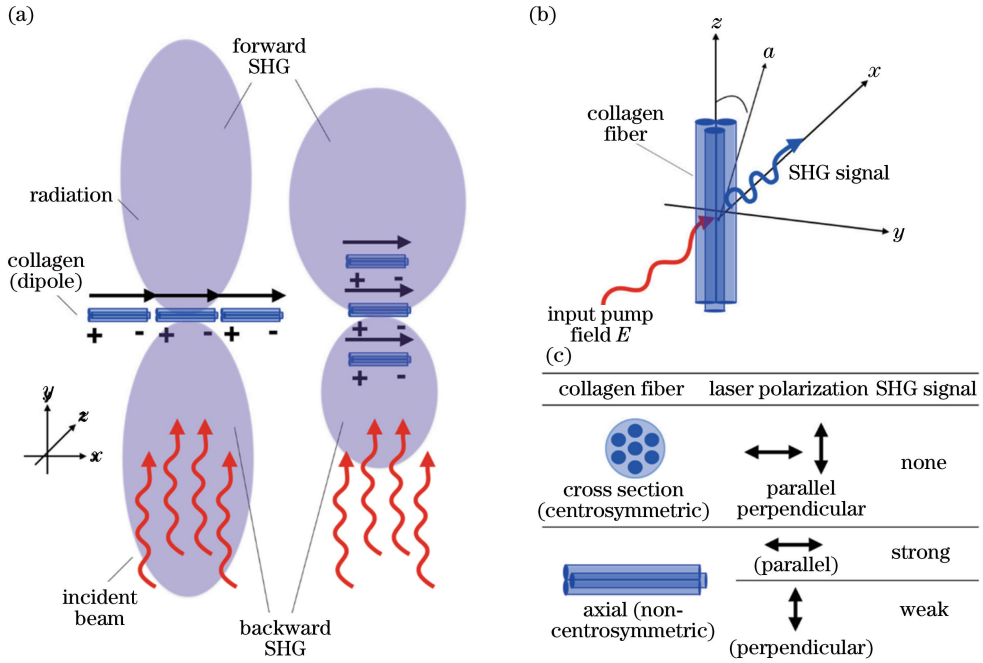 (a)
forward
SHG
radiation
collagen
(dipole)
+ - + - + -
+ -
+ -
+ -
y
z
x
incident
beam
backward
SHG
(b)
z
a
x
collagen
fiber
SHG signal
y
input pump
field E
(c)
collagen fiber laser polarization SHG signal
cross section
(centrosymmetric)
parallel
perpendicular
none
axial (non-
centrosymmetric)
(parallel)
strong
(perpendicular)
weak